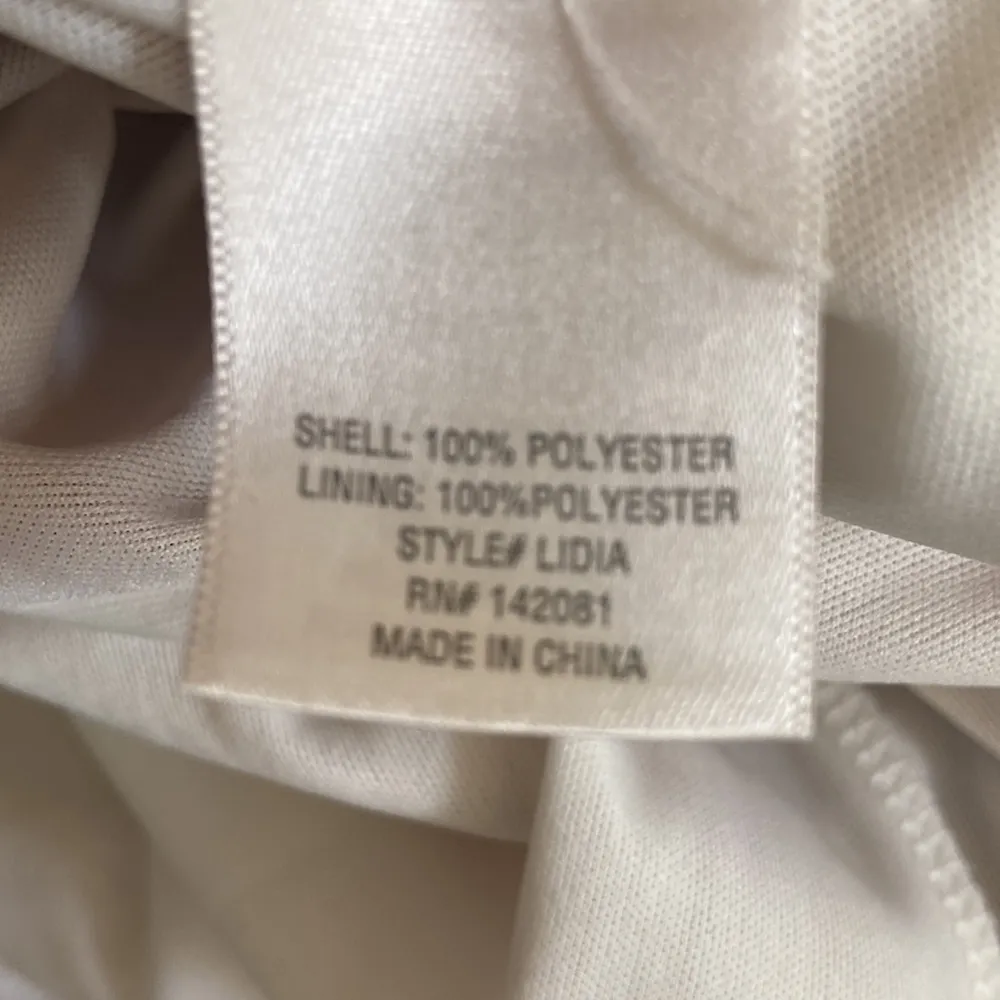 SHELL: 100% POLYESTER
LINING: 100%POLYESTER
STYLE# LIDIA
RN# 142081
MADE IN CHINA